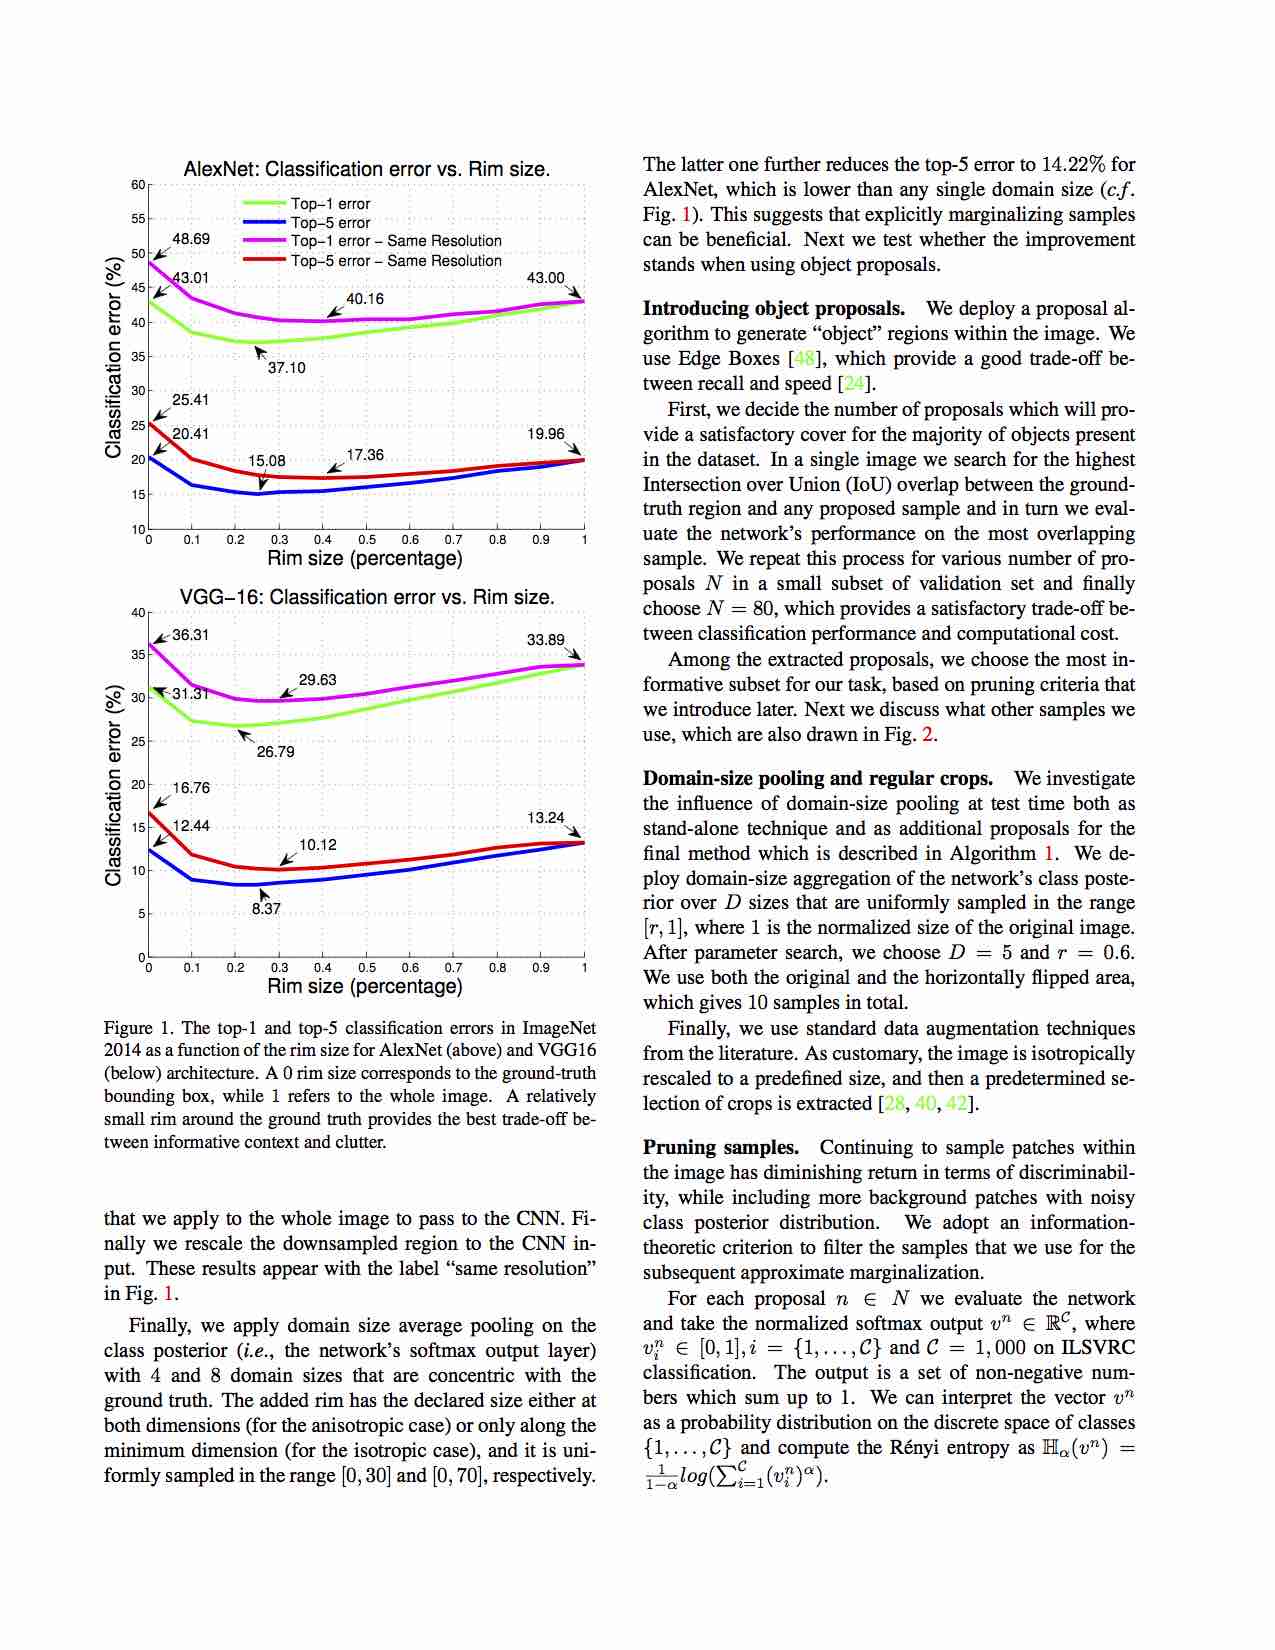 AlexNet: Classification error vs. Rim size.
60
55
50
45
40
35
30
25
20
15
10
Classification error (%)
Top−1 error
Top−5 error
Top−1 error − Same Resolution
Top−5 error − Same Resolution
48.69
43.01
43.00
40.16
37.10
25.41
20.41
19.96
15.08
17.36
0 0.1 0.2 0.3 0.4 0.5 0.6 0.7 0.8 0.9 1
Rim size (percentage)
VGG−16: Classification error vs. Rim size.
40
35
30
25
20
15
10
5
0
Classification error (%)
36.31
33.89
31.31
29.63
26.79
16.76
12.44
13.24
10.12
8.37
0 0.1 0.2 0.3 0.4 0.5 0.6 0.7 0.8 0.9 1
Rim size (percentage)
Figure 1. The top-1 and top-5 classification errors in ImageNet
2014 as a function of the rim size for AlexNet (above) and VGG16
(below) architecture. A 0 rim size corresponds to the ground-truth
bounding box, while 1 refers to the whole image. A relatively
small rim around the ground truth provides the best trade-off be-
tween informative context and clutter.
that we apply to the whole image to pass to the CNN. Fi-
nally we rescale the downsampled region to the CNN in-
put. These results appear with the label “same resolution”
in Fig. 1.
Finally, we apply domain size average pooling on the
class posterior (i.e., the network’s softmax output layer)
with 4 and 8 domain sizes that are concentric with the
ground truth. The added rim has the declared size either at
both dimensions (for the anisotropic case) or only along the
minimum dimension (for the isotropic case), and it is uni-
formly sampled in the range [0, 30] and [0, 70], respectively.
The latter one further reduces the top-5 error to 14.22% for
AlexNet, which is lower than any single domain size (c.f.
Fig. 1). This suggests that explicitly marginalizing samples
can be beneficial. Next we test whether the improvement
stands when using object proposals.
Introducing object proposals. We deploy a proposal al-
gorithm to generate “object” regions within the image. We
use Edge Boxes [48], which provide a good trade-off be-
tween recall and speed [24].
First, we decide the number of proposals which will pro-
vide a satisfactory cover for the majority of objects present
in the dataset. In a single image we search for the highest
Intersection over Union (IoU) overlap between the ground-
truth region and any proposed sample and in turn we eval-
uate the network’s performance on the most overlapping
sample. We repeat this process for various number of pro-
posals N in a small subset of validation set and finally
choose N = 80, which provides a satisfactory trade-off be-
tween classification performance and computational cost.
Among the extracted proposals, we choose the most in-
formative subset for our task, based on pruning criteria that
we introduce later. Next we discuss what other samples we
use, which are also drawn in Fig. 2.
Domain-size pooling and regular crops. We investigate
the influence of domain-size pooling at test time both as
stand-alone technique and as additional proposals for the
final method which is described in Algorithm 1. We de-
ploy domain-size aggregation of the network’s class poste-
rior over D sizes that are uniformly sampled in the range
[r, 1], where 1 is the normalized size of the original image.
After parameter search, we choose D = 5 and r = 0.6.
We use both the original and the horizontally flipped area,
which gives 10 samples in total.
Finally, we use standard data augmentation techniques
from the literature. As customary, the image is isotropically
rescaled to a predefined size, and then a predetermined se-
lection of crops is extracted [28, 40, 42].
Pruning samples. Continuing to sample patches within
the image has diminishing return in terms of discriminabil-
ity, while including more background patches with noisy
class posterior distribution. We adopt an information-
theoretic criterion to filter the samples that we use for the
subsequent approximate marginalization.
For each proposal n ∈ N we evaluate the network
and take the normalized softmax output vⁿ ∈ ℝ^𝒞, where
v_i^n ∈ [0, 1], i = {1, . . . , 𝒞} and 𝒞 = 1, 000 on ILSVRC
classification. The output is a set of non-negative num-
bers which sum up to 1. We can interpret the vector vⁿ
as a probability distribution on the discrete space of classes
{1, . . . , 𝒞} and compute the Rényi entropy as ℍ_α(vⁿ) =
\frac{1}{1−α} log(∑_{i=1}^𝒞 (v_i^n)^α).